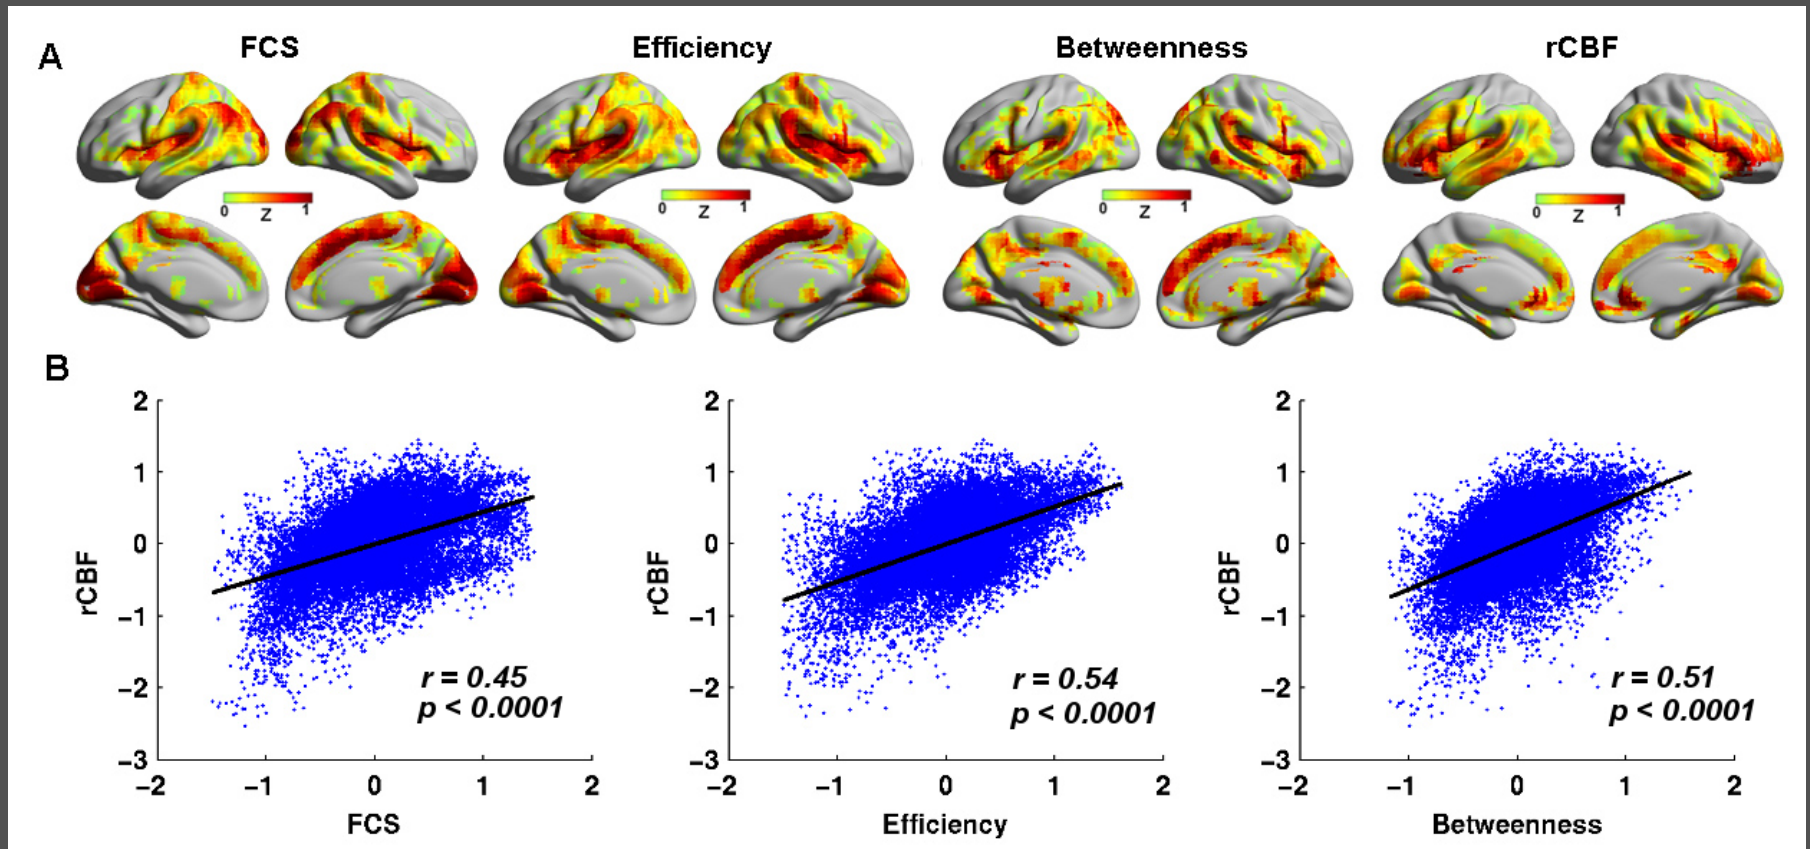 A
FCS
Efficiency
Betweenness
rCBF
0 Z 1
0 Z 1
0 Z 1
0 Z 1
B
2
1
0
−1
−2
−3
rCBF
r = 0.45
p < 0.0001
−2 −1 0 1 2
FCS
2
1
0
−1
−2
−3
rCBF
r = 0.54
p < 0.0001
−2 −1 0 1 2
Efficiency
2
1
0
−1
−2
−3
rCBF
r = 0.51
p < 0.0001
−2 −1 0 1 2
Betweenness